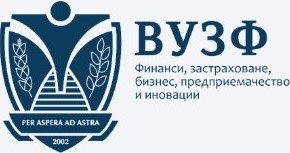 ВУЗФ
Финанси, застраховане,
бизнес, предприемачество
и иновации
PER ASPERA AD ASTRA
2002